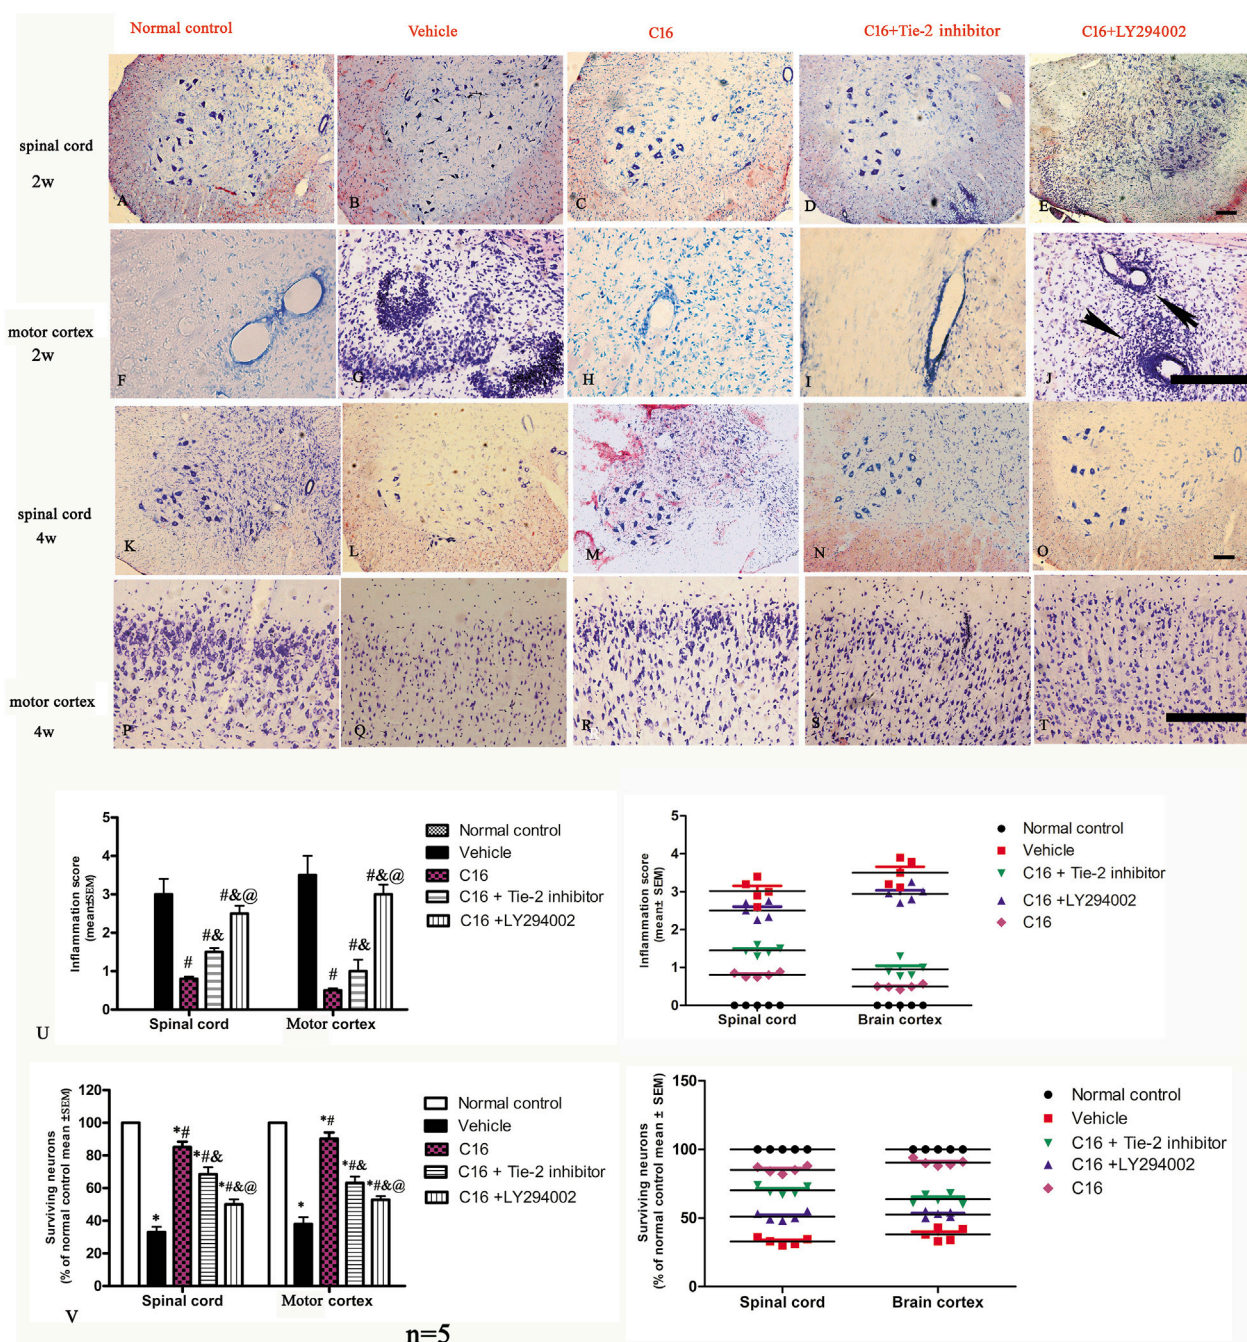 Normal control
Vehicle
C16
C16+Tie-2 inhibitor
C16+LY294002
spinal cord
2w
A
B
C
D
E
motor cortex
2w
F
G
H
I
J
spinal cord
4w
K
L
M
N
O
motor cortex
4w
P
Q
R
S
T
U
Inflammation score
(mean±SEM)
5
4
3
2
1
0
#
#&
#&@
#
#&
#&@
Spinal cord
Motor cortex
Normal control
Vehicle
C16
C16 + Tie-2 inhibitor
C16 +LY294002
Inflammation score
(mean± SEM)
5
4
3
2
1
0
Spinal cord
Brain cortex
Normal control
Vehicle
C16 + Tie-2 inhibitor
C16 +LY294002
C16
V
Surviving neurons
(% of normal control mean ±SEM)
120
100
80
60
40
20
0
*
*#
*#&
*#&@
*
*#
*#&
*#&@
Spinal cord
Motor cortex
Normal control
Vehicle
C16
C16 + Tie-2 inhibitor
C16 +LY294002
n=5
Surviving neurons
(% of normal control mean ± SEM)
150
100
50
0
Spinal cord
Brain cortex
Normal control
Vehicle
C16 + Tie-2 inhibitor
C16 +LY294002
C16